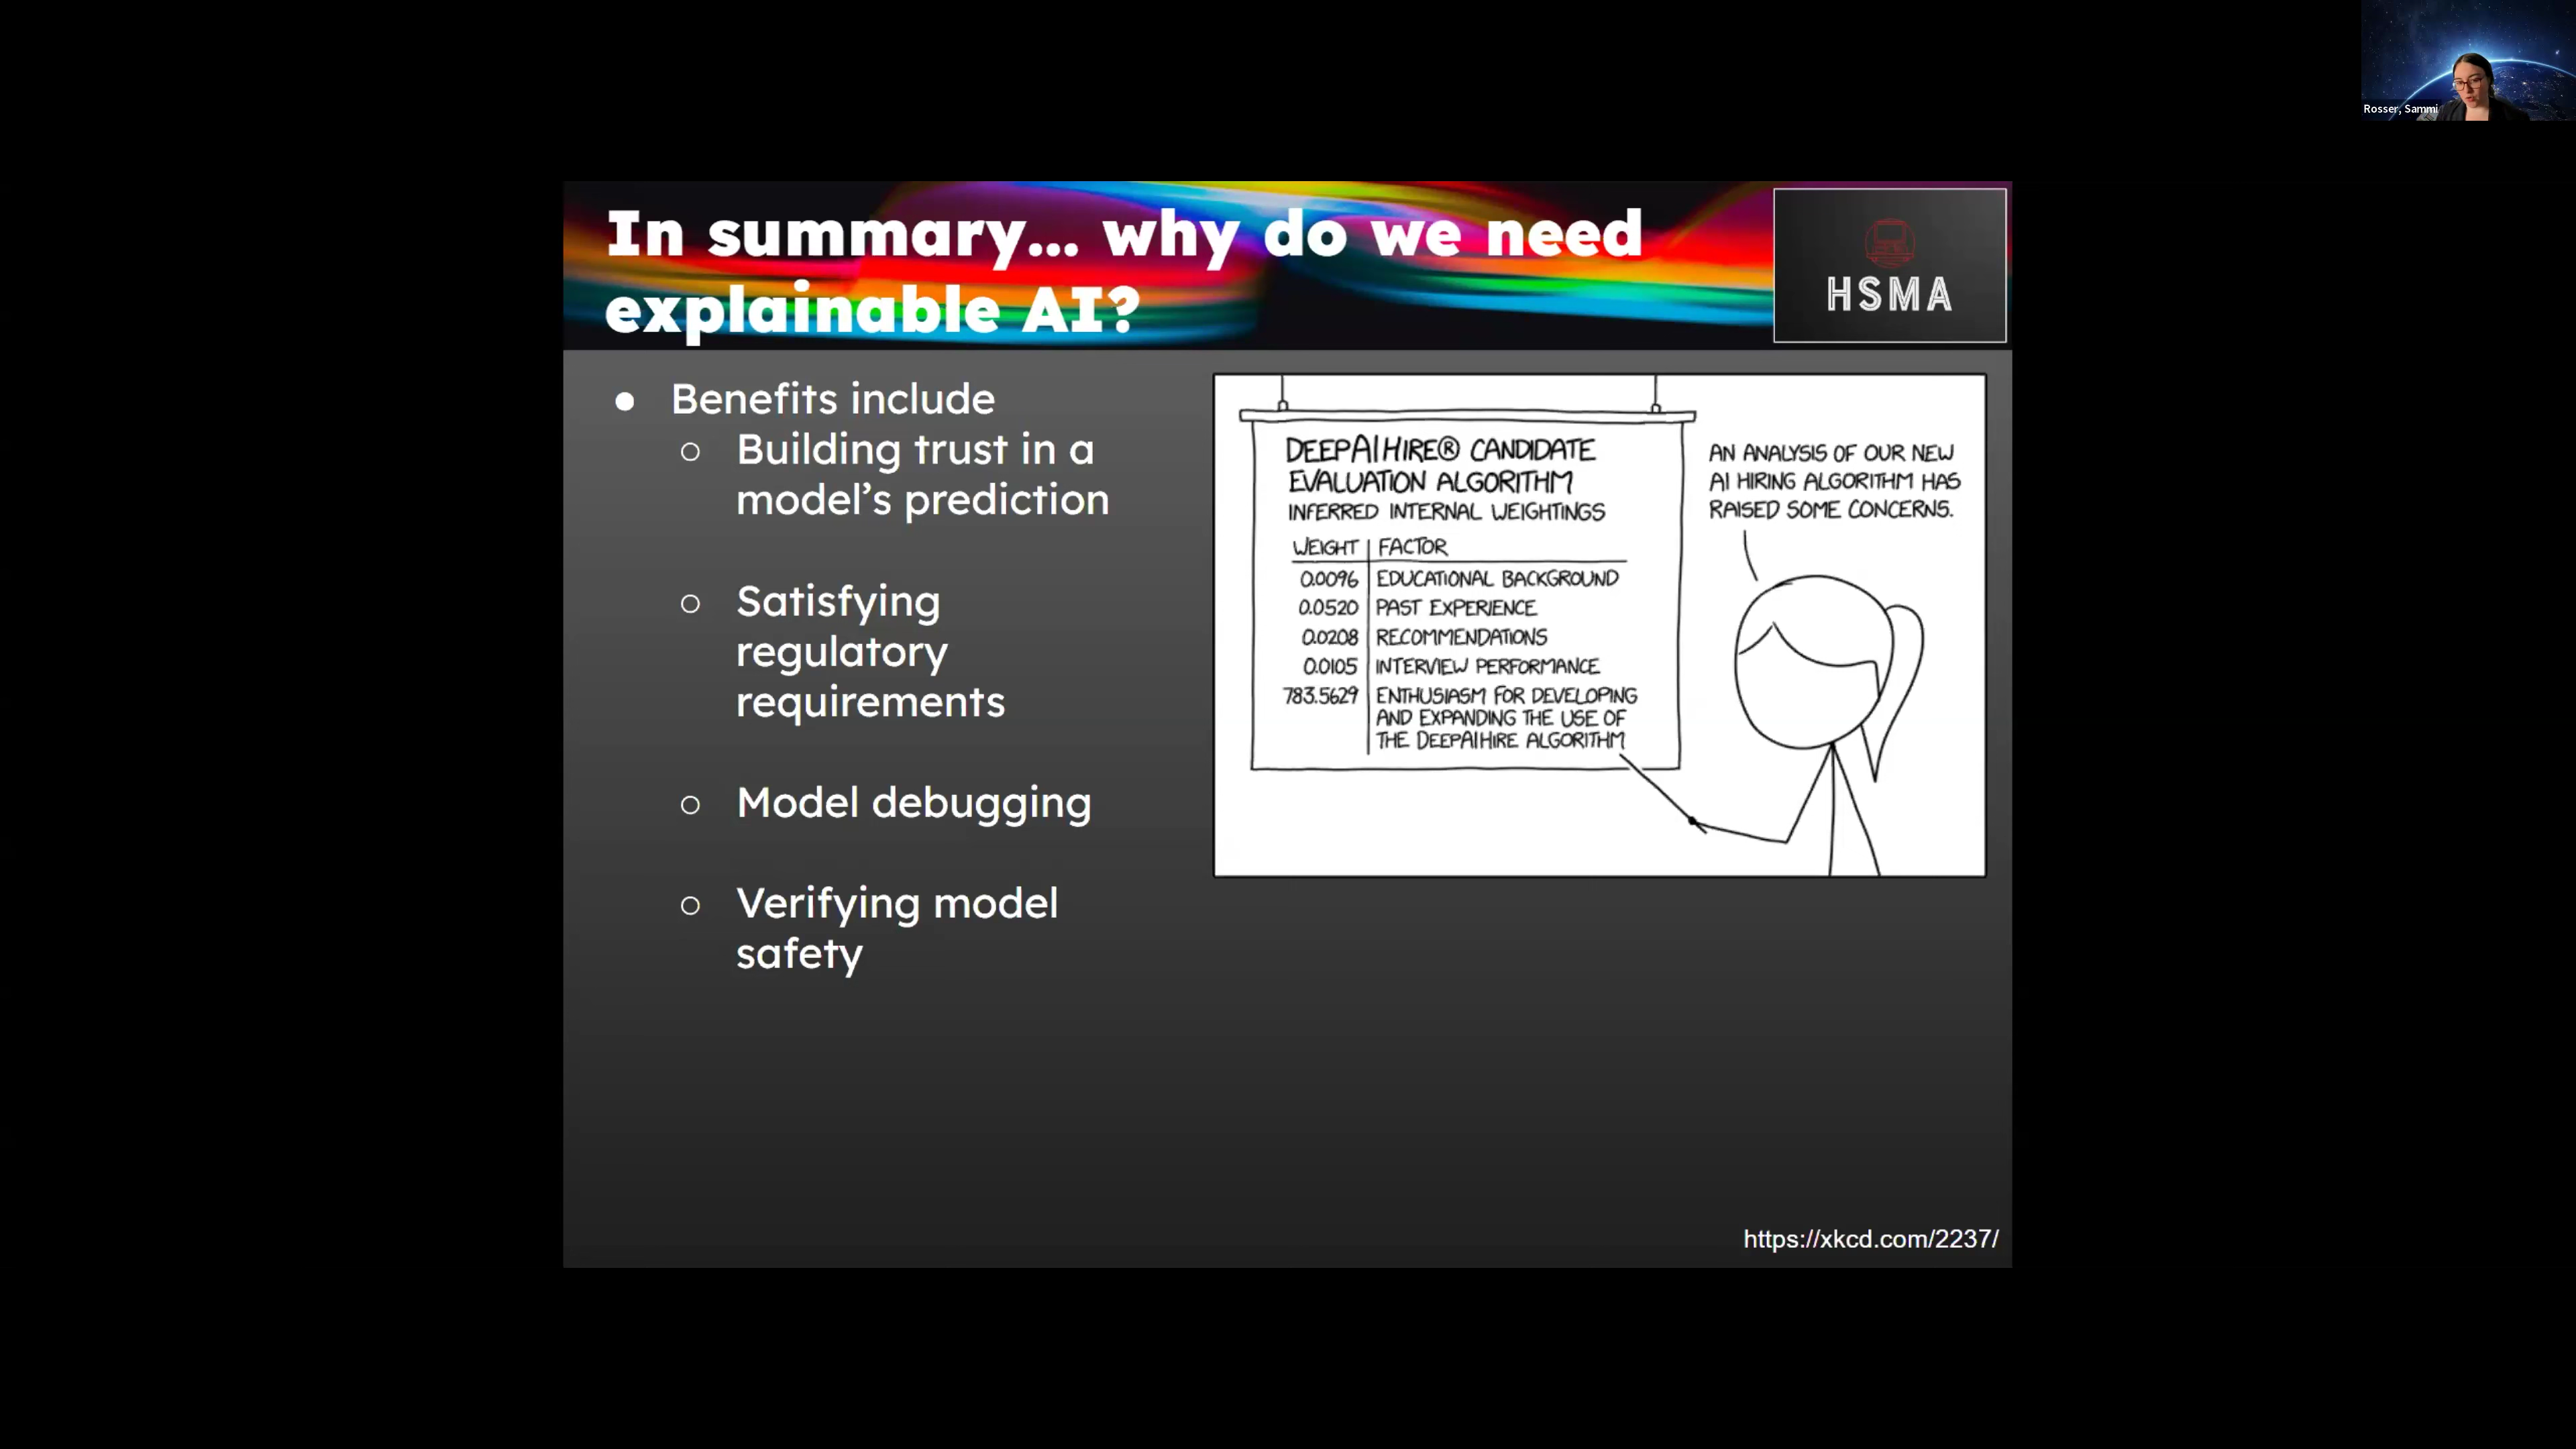 Rosser, Sammi
In summary... why do we need
explainable AI?
HSMA
● Benefits include
○ Building trust in a
model’s prediction
○ Satisfying
regulatory
requirements
○ Model debugging
○ Verifying model
safety
DEEPAIHIRE® CANDIDATE
EVALUATION ALGORITHM
INFERRED INTERNAL WEIGHTINGS
WEIGHT FACTOR
0.0096 EDUCATIONAL BACKGROUND
0.0520 PAST EXPERIENCE
0.0208 RECOMMENDATIONS
0.0105 INTERVIEW PERFORMANCE
783.5629 ENTHUSIASM FOR DEVELOPING
AND EXPANDING THE USE OF
THE DEEPAIHIRE ALGORITHM
AN ANALYSIS OF OUR NEW
AI HIRING ALGORITHM HAS
RAISED SOME CONCERNS.
https://xkcd.com/2237/